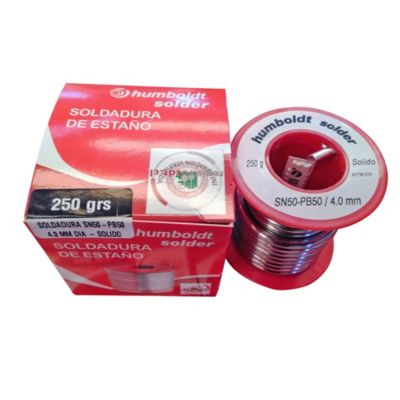 humboldt
solder
SOLDADURA
DE ESTAÑO
250 grs
SOLDADURA SN50-PB50
4.0 MM DIA - SOLIDO
humboldt
solder
SOLDADURA
DE ESTAÑO
humboldt solder
250 g
Solido
SN50-PB50 / 4.0 mm